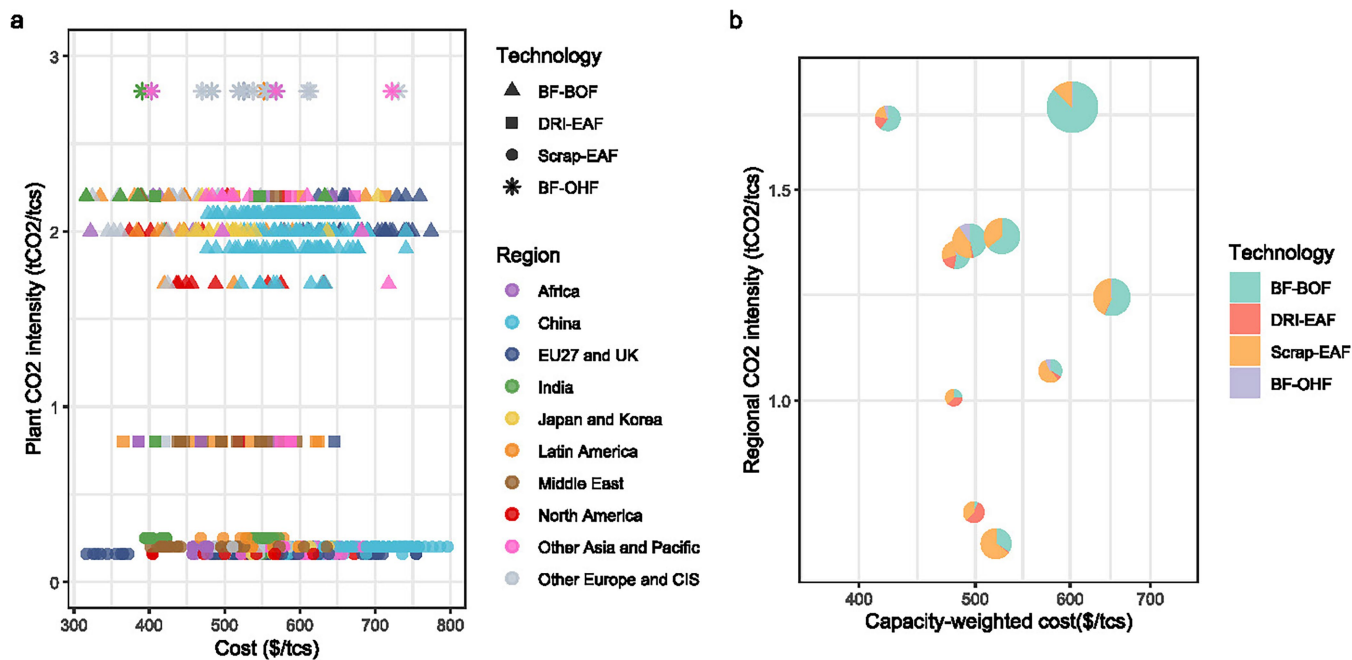 a
Plant CO2 intensity (tCO2/tcs)
3
2
1
0
300
400
500
600
700
800
Cost ($/tcs)
Technology
BF-BOF
DRI-EAF
Scrap-EAF
BF-OHF
Region
Africa
China
EU27 and UK
India
Japan and Korea
Latin America
Middle East
North America
Other Asia and Pacific
Other Europe and CIS
b
Regional CO2 intensity (tCO2/tcs)
1.5
1.0
400
500
600
700
Capacity-weighted cost($/tcs)
Technology
BF-BOF
DRI-EAF
Scrap-EAF
BF-OHF